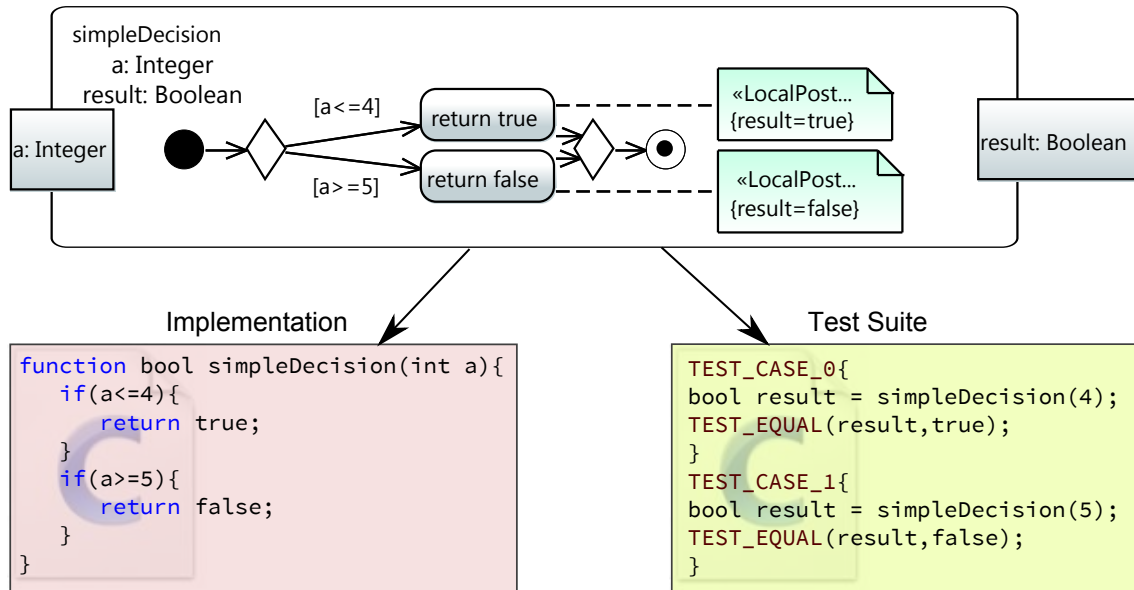 simpleDecision
a: Integer
result: Boolean
a: Integer
[a<=4]
[a>=5]
return true
return false
«LocalPost...
{result=true}
«LocalPost...
{result=false}
result: Boolean
Implementation
function bool simpleDecision(int a){
if(a<=4){
return true;
}
if(a>=5){
return false;
}
}
Test Suite
TEST_CASE_0{
bool result = simpleDecision(4);
TEST_EQUAL(result,true);
}
TEST_CASE_1{
bool result = simpleDecision(5);
TEST_EQUAL(result,false);
}
C
C